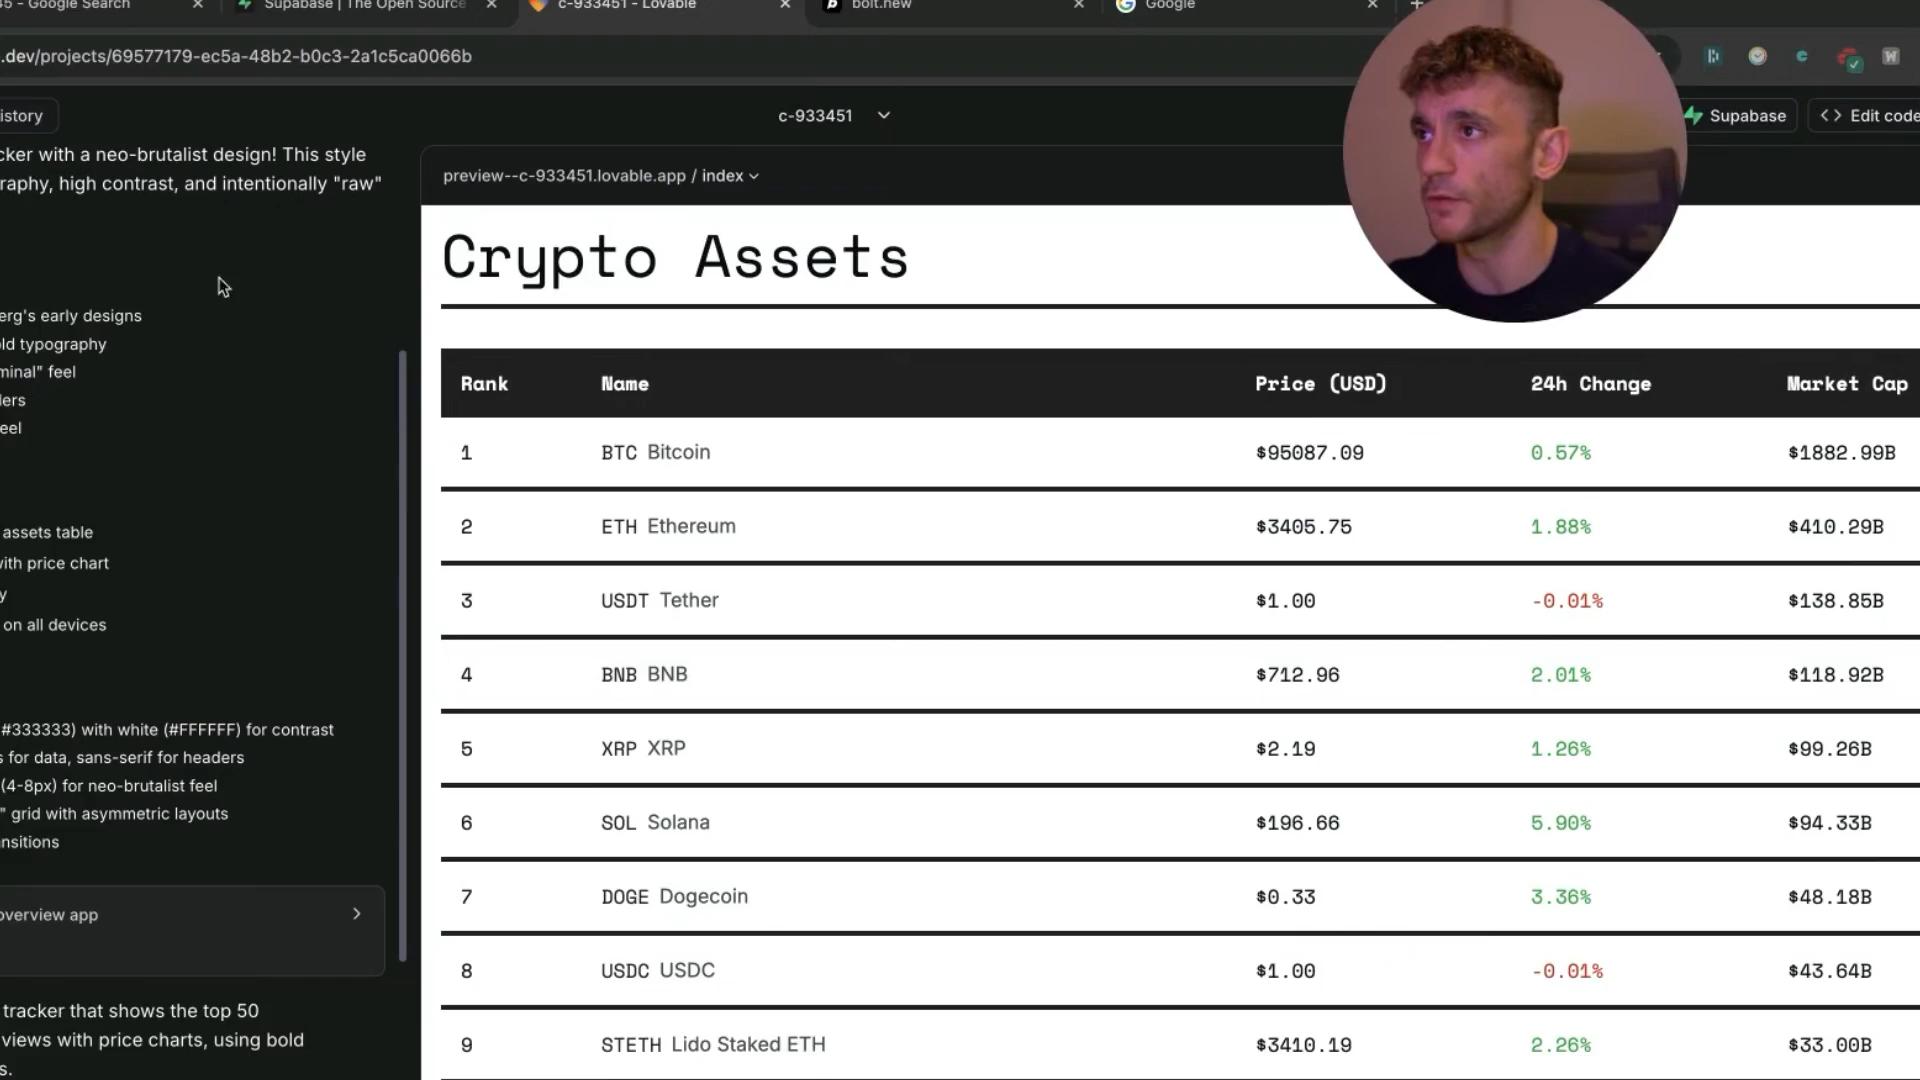 45 - Google Search
Supabase | The Open Source
c-933451 - Lovable
bolt.new
Google
.dev/projects/69577179-ec5a-48b2-b0c3-2a1c5ca0066b
istory
c-933451
Supabase
Edit code
cker with a neo-brutalist design! This style
raphy, high contrast, and intentionally "raw"
erg's early designs
ld typography
minal" feel
lers
eel
assets table
with price chart
y
on all devices
#333333) with white (#FFFFFF) for contrast
s for data, sans-serif for headers
(4-8px) for neo-brutalist feel
" grid with asymmetric layouts
nsitions
overview app
tracker that shows the top 50
views with price charts, using bold
s.
preview--c-933451.lovable.app / index
Crypto Assets
Rank Name Price (USD) 24h Change Market Cap
1 BTC Bitcoin $95087.09 0.57% $1882.99B
2 ETH Ethereum $3405.75 1.88% $410.29B
3 USDT Tether $1.00 -0.01% $138.85B
4 BNB BNB $712.96 2.01% $118.92B
5 XRP XRP $2.19 1.26% $99.26B
6 SOL Solana $196.66 5.90% $94.33B
7 DOGE Dogecoin $0.33 3.36% $48.18B
8 USDC USDC $1.00 -0.01% $43.64B
9 STETH Lido Staked ETH $3410.19 2.26% $33.00B